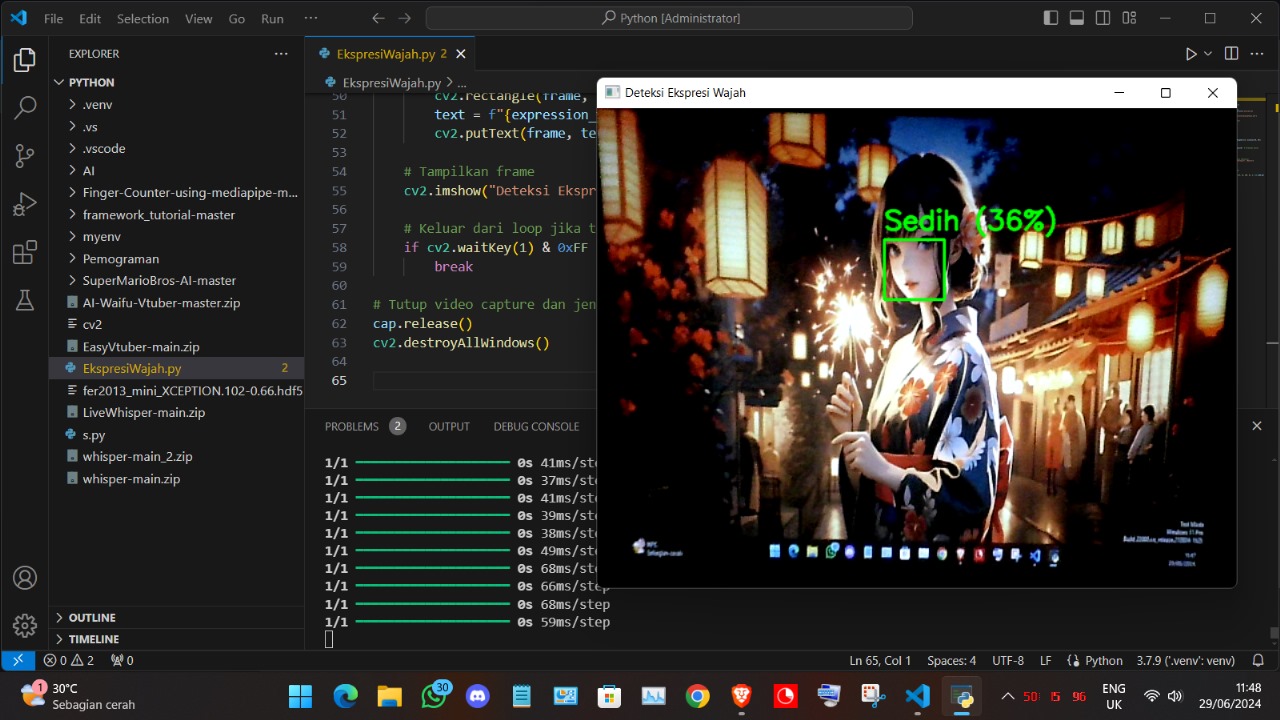 File Edit Selection View Go Run ···
Python [Administrator]
EXPLORER
PYTHON
.venv
.vs
.vscode
AI
Finger-Counter-using-mediapipe-m...
framework_tutorial-master
myenv
Pemograman
SuperMarioBros-AI-master
AI-Waifu-Vtuber-master.zip
cv2
EasyVtuber-main.zip
EkspresiWajah.py 2
fer2013_mini_XCEPTION.102-0.66.hdf5
LiveWhisper-main.zip
s.py
whisper-main_2.zip
whisper-main.zip
OUTLINE
TIMELINE
EkspresiWajah.py 2
EkspresiWajah.py > ...
50 cv2.rectangle(frame,
51 text = f"{expression_
52 cv2.putText(frame, te
53
54 # Tampilkan frame
55 cv2.imshow("Deteksi Ekspr
56
57 # Keluar dari loop jika t
58 if cv2.waitKey(1) & 0xFF
59 break
60
61 # Tutup video capture dan jen
62 cap.release()
63 cv2.destroyAllWindows()
64
65
PROBLEMS 2 OUTPUT DEBUG CONSOLE
1/1 0s 41ms/ste
1/1 0s 37ms/ste
1/1 0s 41ms/ste
1/1 0s 39ms/ste
1/1 0s 38ms/ste
1/1 0s 49ms/ste
1/1 0s 68ms/ste
1/1 0s 66ms/step
1/1 0s 68ms/step
1/1 0s 59ms/step
Deteksi Ekspresi Wajah
Sedih (36%)
Sebagian cerah
Test Mode
Windows 11 Pro
0 2 0
Ln 65, Col 1 Spaces: 4 UTF-8 LF Python 3.7.9 ('.venv': venv)
1
30°C
Sebagian cerah
30
ENG
UK
11:48
29/06/2024